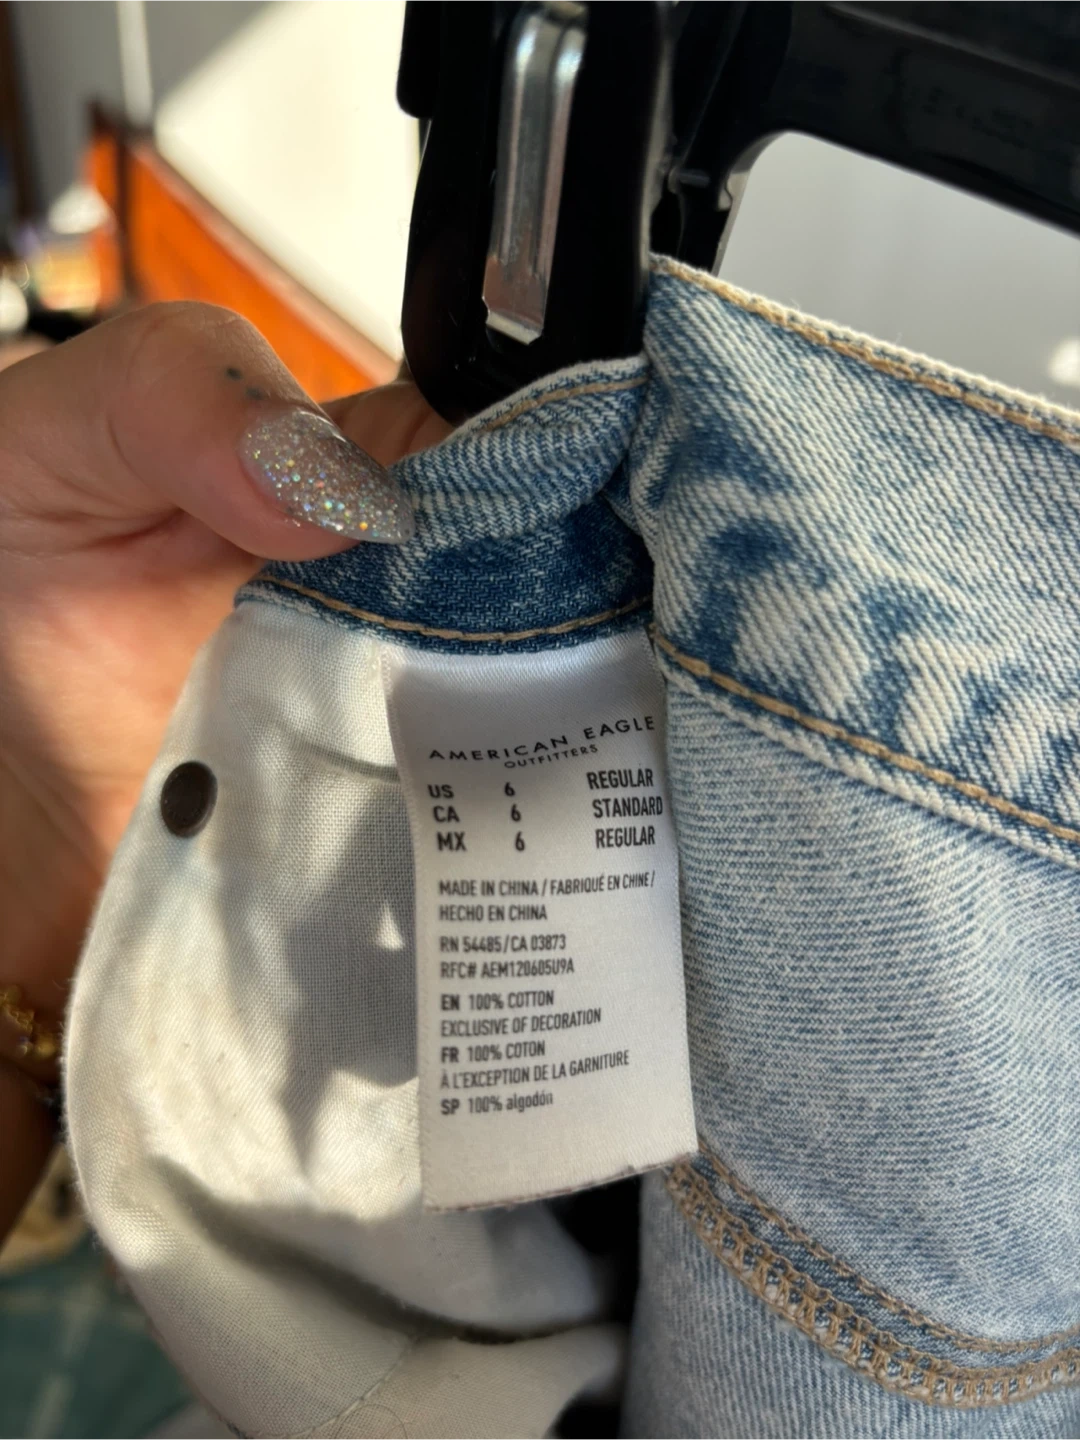 AMERICAN EAGLE
OUTFITTERS
US 6 REGULAR
CA 6 STANDARD
MX 6 REGULAR
MADE IN CHINA / FABRIQUÉ EN CHINE /
HECHO EN CHINA
RN 54485/CA 03873
RFC# AEM120605U9A
EN 100% COTTON
EXCLUSIVE OF DECORATION
FR 100% COTON
À L'EXCEPTION DE LA GARNITURE
SP 100% algodón